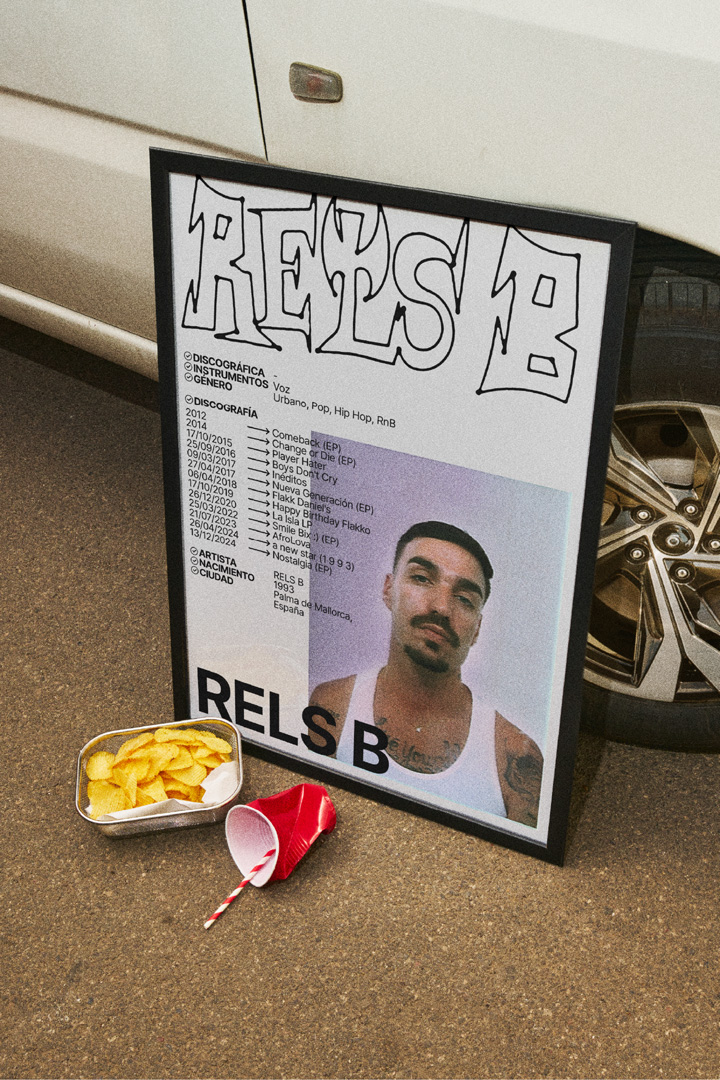 RELS B
DISCOGRÁFICA -
INSTRUMENTOS Voz
GÉNERO Urbano, Pop, Hip Hop, RnB
DISCOGRAFÍA
2012 → Comeback (EP)
2014 → Change or Die (EP)
17/10/2015 → Player Hater
25/09/2016 → Boys Don't Cry
09/03/2017 → Inéditos
27/04/2017 → Nueva Generación (EP)
06/04/2018 → Flakk Daniel's
17/10/2019 → Happy Birthday Flakko
26/12/2020 → La Isla LP
25/03/2022 → Smile Bix :) (EP)
21/07/2023 → AfroLova
26/04/2024 → a new star (1 9 9 3)
13/12/2024 → Nostalgia (EP)
ARTISTA RELS B
NACIMIENTO 1993
CIUDAD Palma de Mallorca,
España
RELS B